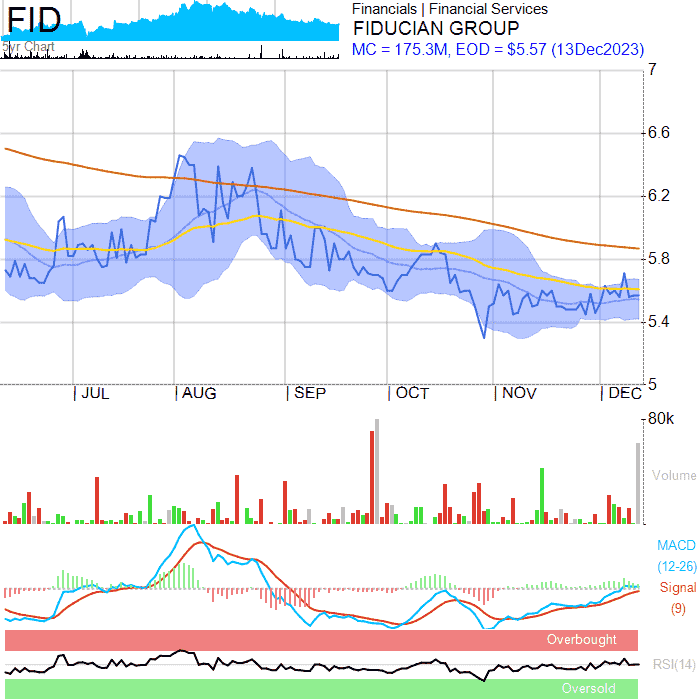 FID
5yr Chart
Financials | Financial Services
FIDUCIAN GROUP
MC = 175.3M, EOD = $5.57 (13Dec2023)
7
6.6
6.2
5.8
5.4
5
| JUL | AUG | SEP | OCT | NOV | DEC
80k
Volume
MACD
(12-26)
Signal
(9)
Overbought
RSI(14)
Oversold